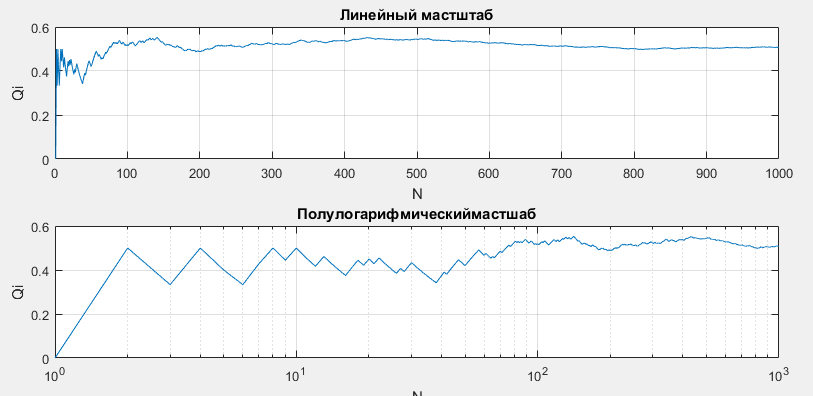 Линейный мастштаб
0.6
0.4
0.2
0
Qi
0 100 200 300 400 500 600 700 800 900 1000
N
Полулогарифмическиймастшаб
0.6
0.4
0.2
0
Qi
10^0 10^1 10^2 10^3
N